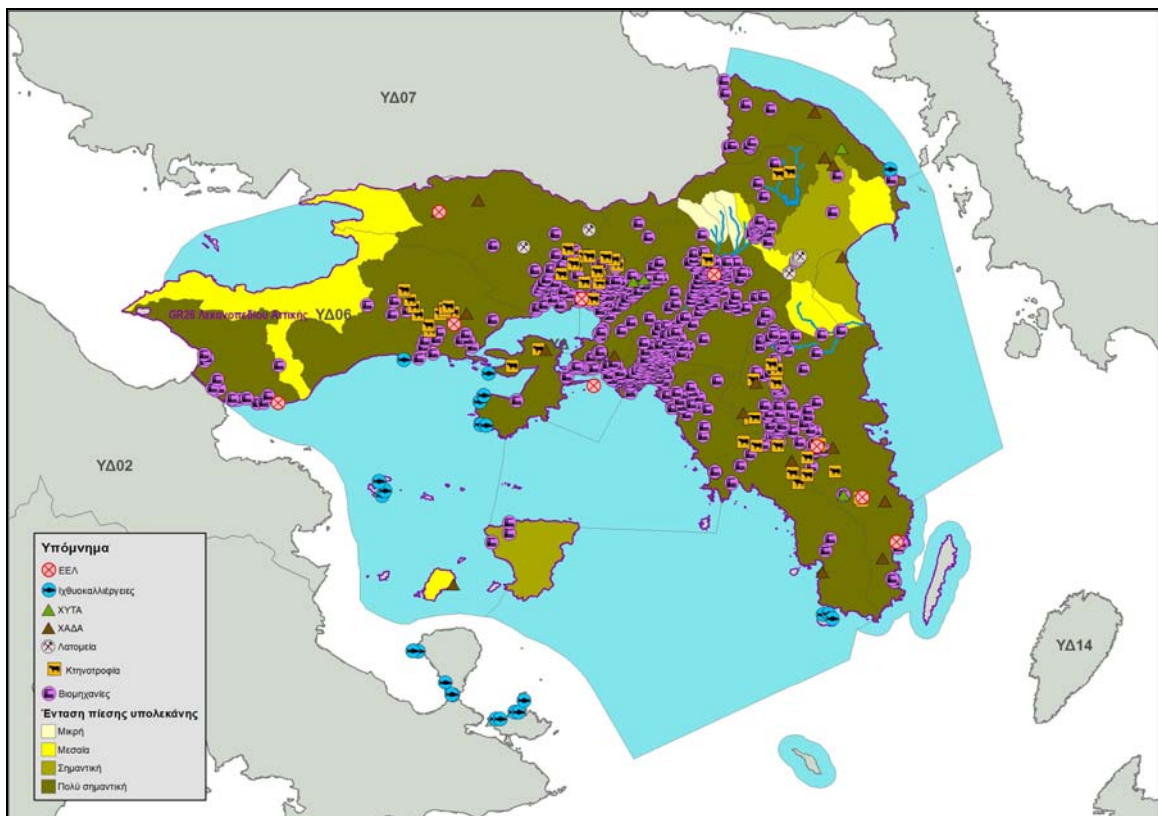 ΥΔ07
GR26 Λεκανοπεδίου Αττικής
ΥΔ06
ΥΔ02
ΥΔ14
Υπόμνημα
ΕΕΛ
Ιχθυοκαλλιέργειες
ΧΥΤΑ
ΧΑΔΑ
Λατομεία
Κτηνοτροφία
Βιομηχανίες
Ένταση πίεσης υπολεκάνης
Μικρή
Μεσαία
Σημαντική
Πολύ σημαντική